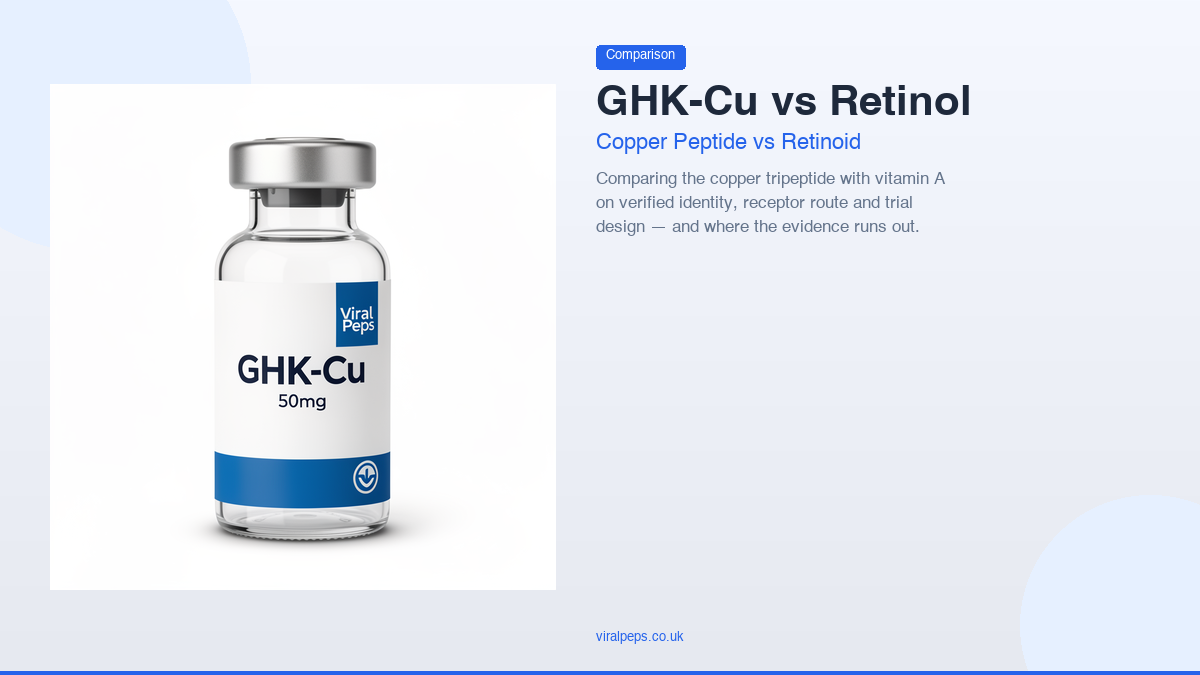 Comparison
GHK-Cu vs Retinol
Copper Peptide vs Retinoid
Comparing the copper tripeptide with vitamin A
on verified identity, receptor route and trial
design — and where the evidence runs out.
Viral
Peps
GHK-Cu
50mg
viralpeps.co.uk